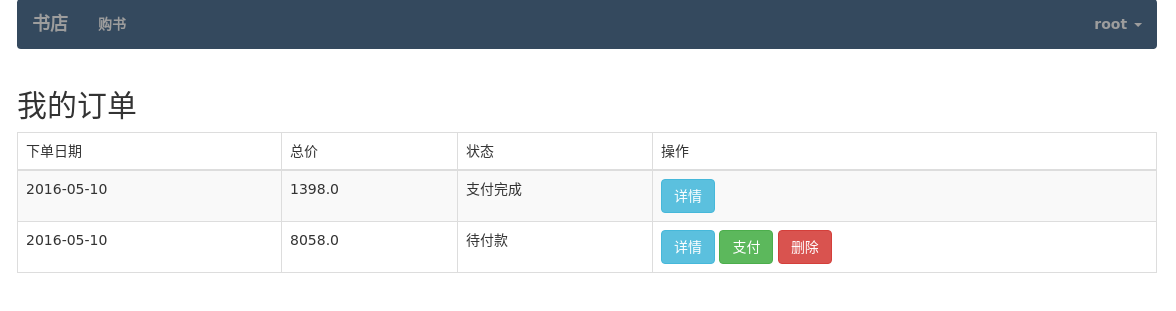 书店 购书 root
我的订单
下单日期 总价 状态 操作
2016-05-10 1398.0 支付完成 详情
2016-05-10 8058.0 待付款 详情 支付 删除